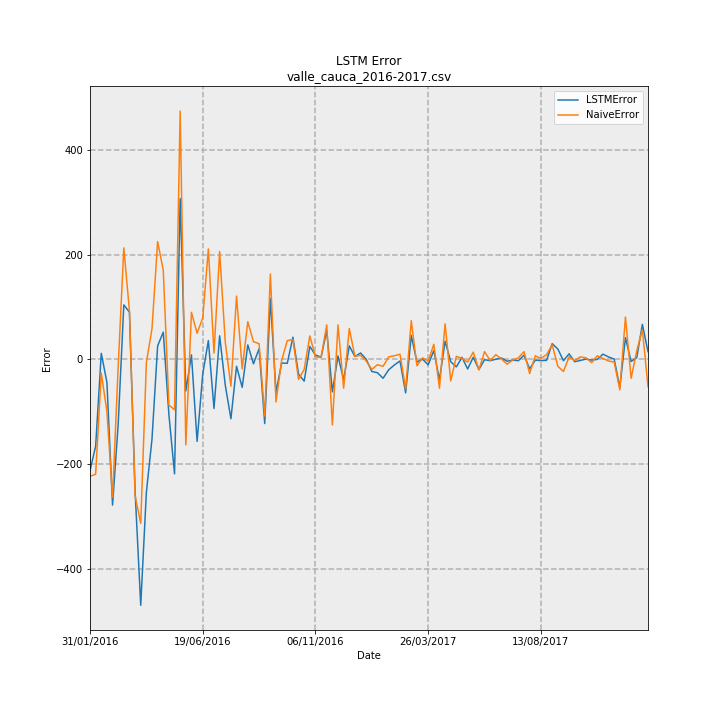 LSTM Error
valle_cauca_2016-2017.csv
LSTMError
NaiveError
400
200
0
−200
−400
Error
31/01/2016
19/06/2016
06/11/2016
26/03/2017
13/08/2017
Date